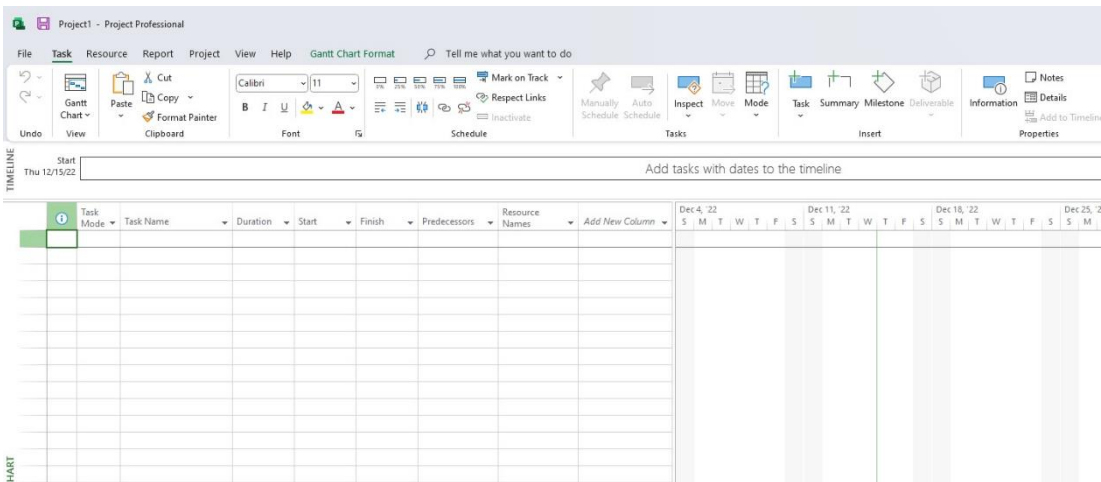 Project1 - Project Professional
File Task Resource Report Project View Help Gantt Chart Format Tell me what you want to do
Gantt Chart
Paste
Cut
Copy
Format Painter
Calibri 11
B I U A
0% 25% 50% 75% 100%
Mark on Track
Respect Links
Inactivate
Manually Schedule
Auto Schedule
Inspect
Move
Mode
Task
Summary
Milestone
Deliverable
Information
Notes
Details
Add to Timeline
Undo View Clipboard Font Schedule Tasks Insert Properties
TIMELINE
Start
Thu 12/15/22
Add tasks with dates to the timeline
Task Mode
Task Name
Duration
Start
Finish
Predecessors
Resource Names
Add New Column
Dec 4, '22 Dec 11, '22 Dec 18, '22 Dec 25, '2
S M T W T F S S M T W T F S S M T W T F S S M
HART